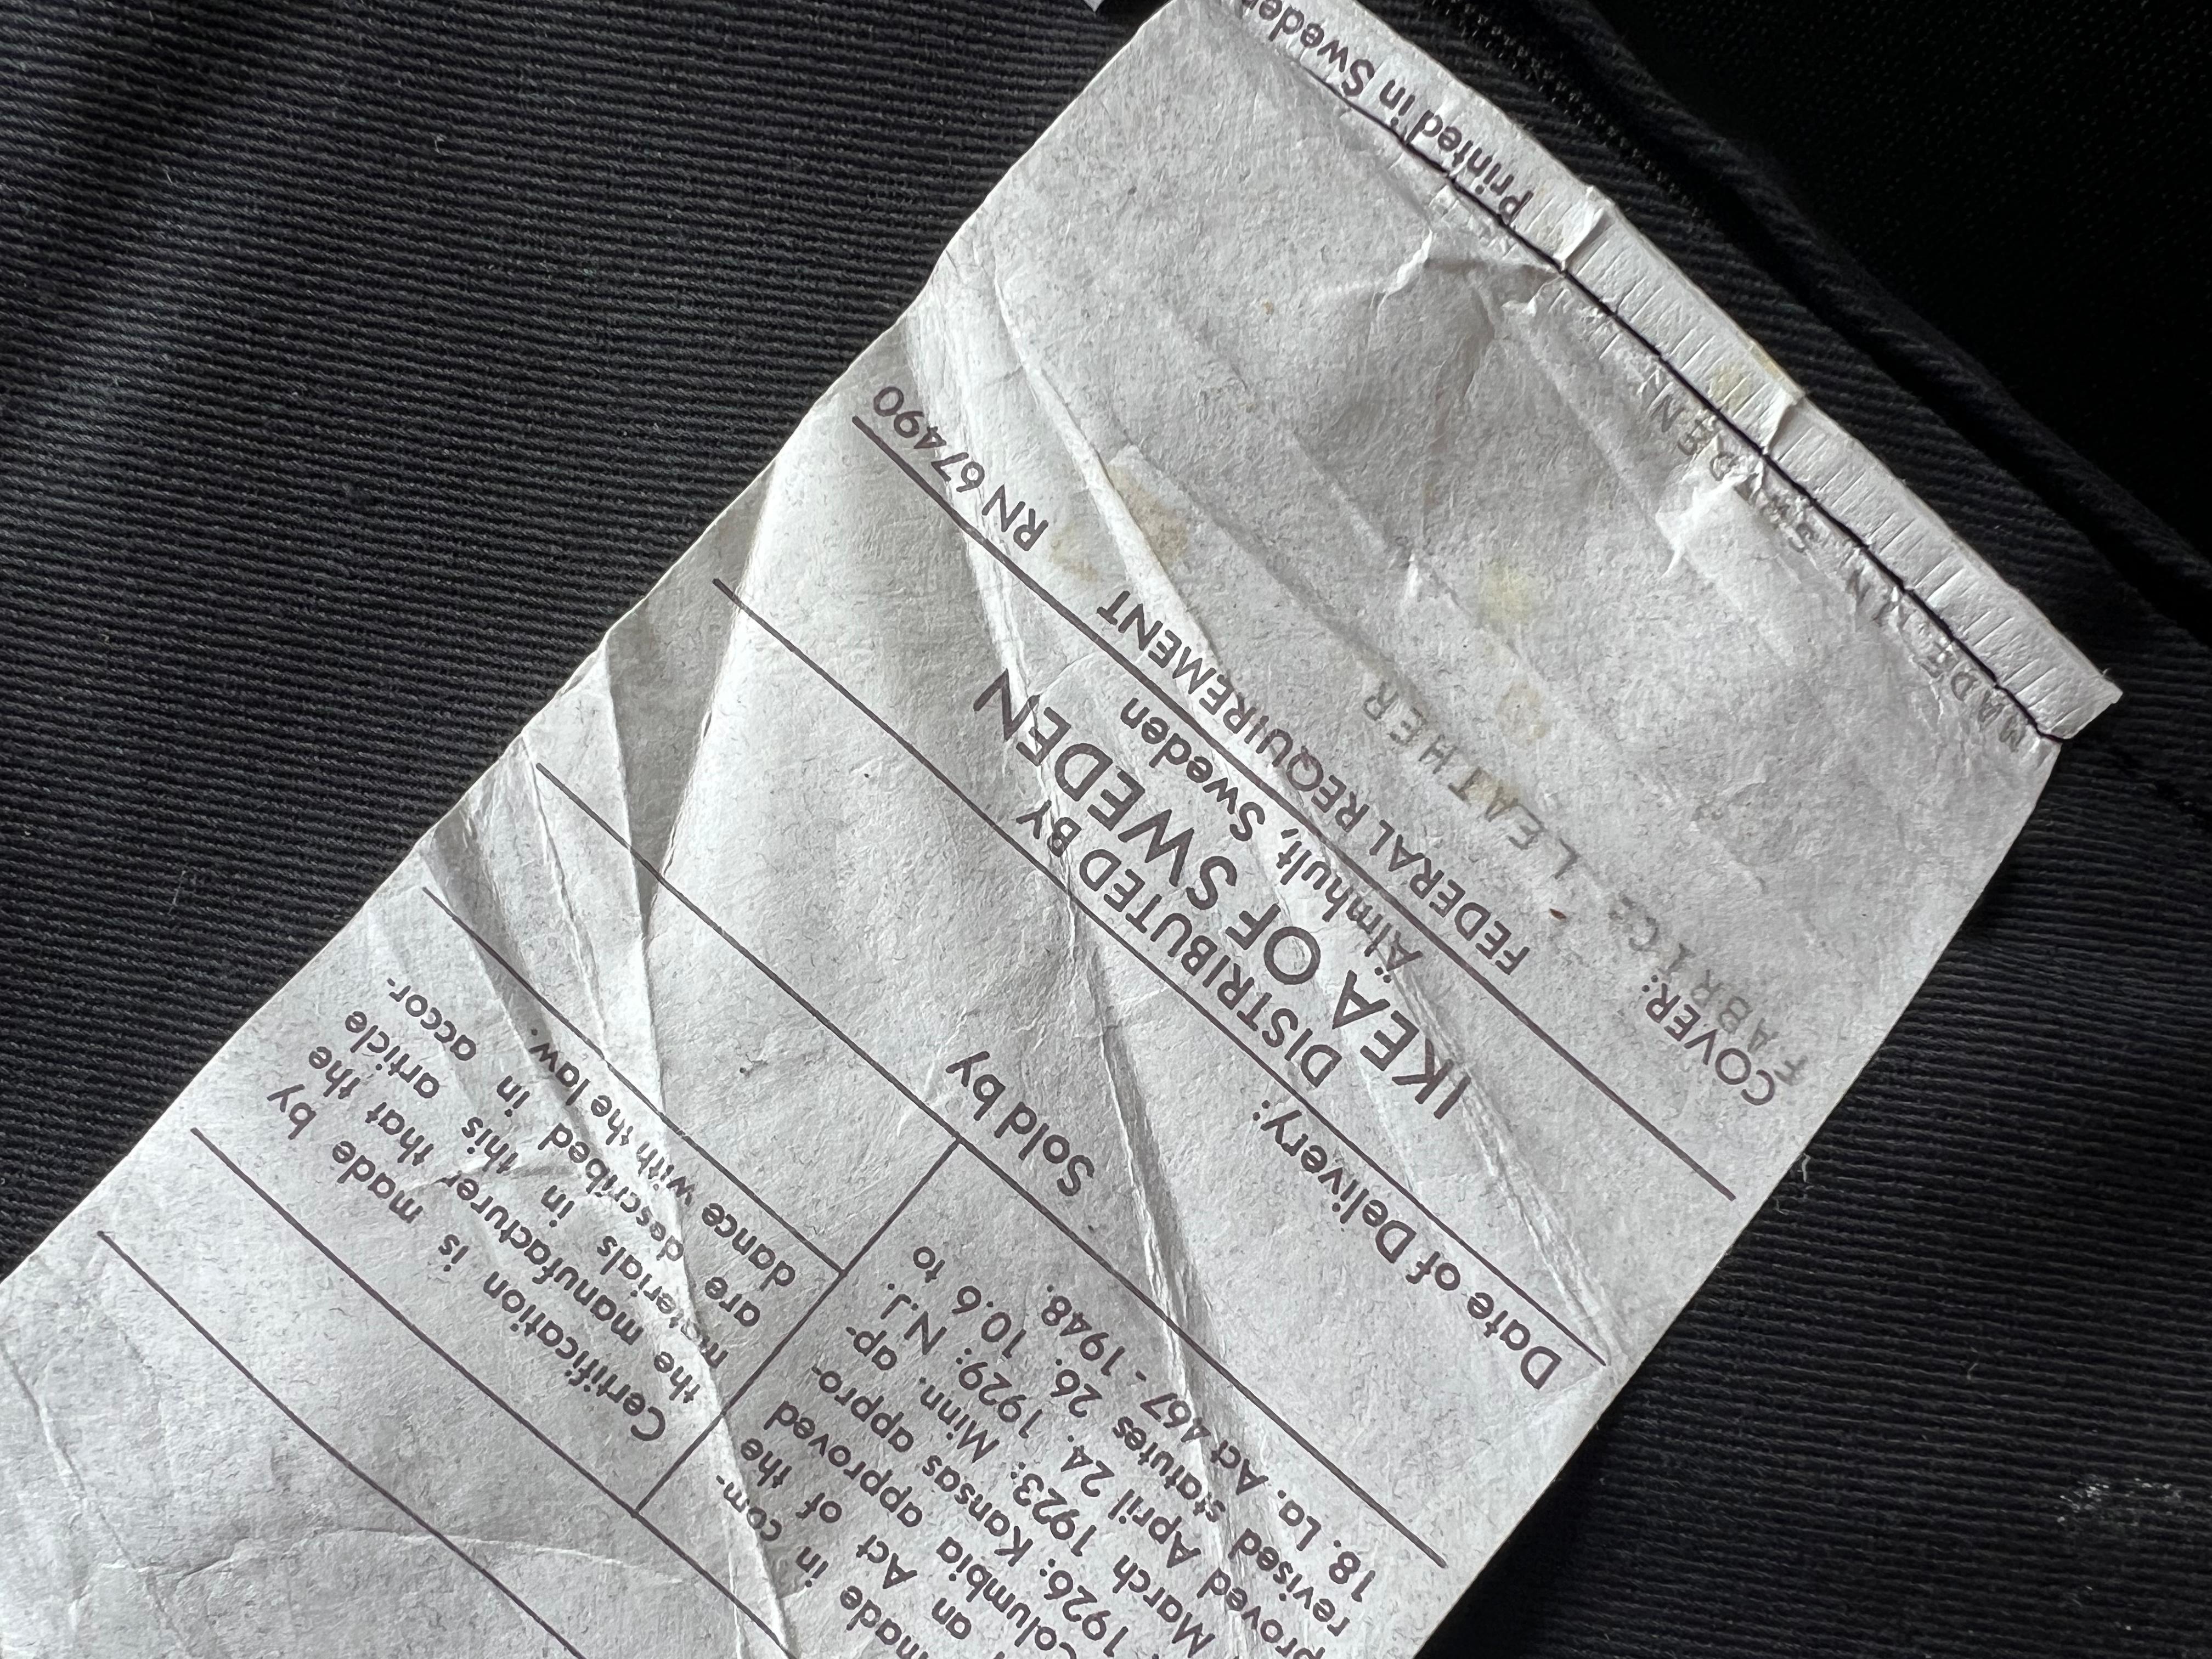 made in com-
an Act of the
Columbia approved
1926: Kansas appro-
March 1923: Minn. ap-
proved April 24. 1929: N.J.
revised statutes 26. 10.6 to
18. La. Act 467 - 1948.
Certification is made by
the manufacturer that the
materials in this article
are described in accor-
dance with the law.
Sold by
Date of Delivery:
DISTRIBUTED BY
IKEA OF SWEDEN
Älmhult, Sweden
FEDERAL REQUIREMENT RN 67490
COVER:
FABRIC: LEATHER
MADE IN SWEDEN
Printed in Sweden